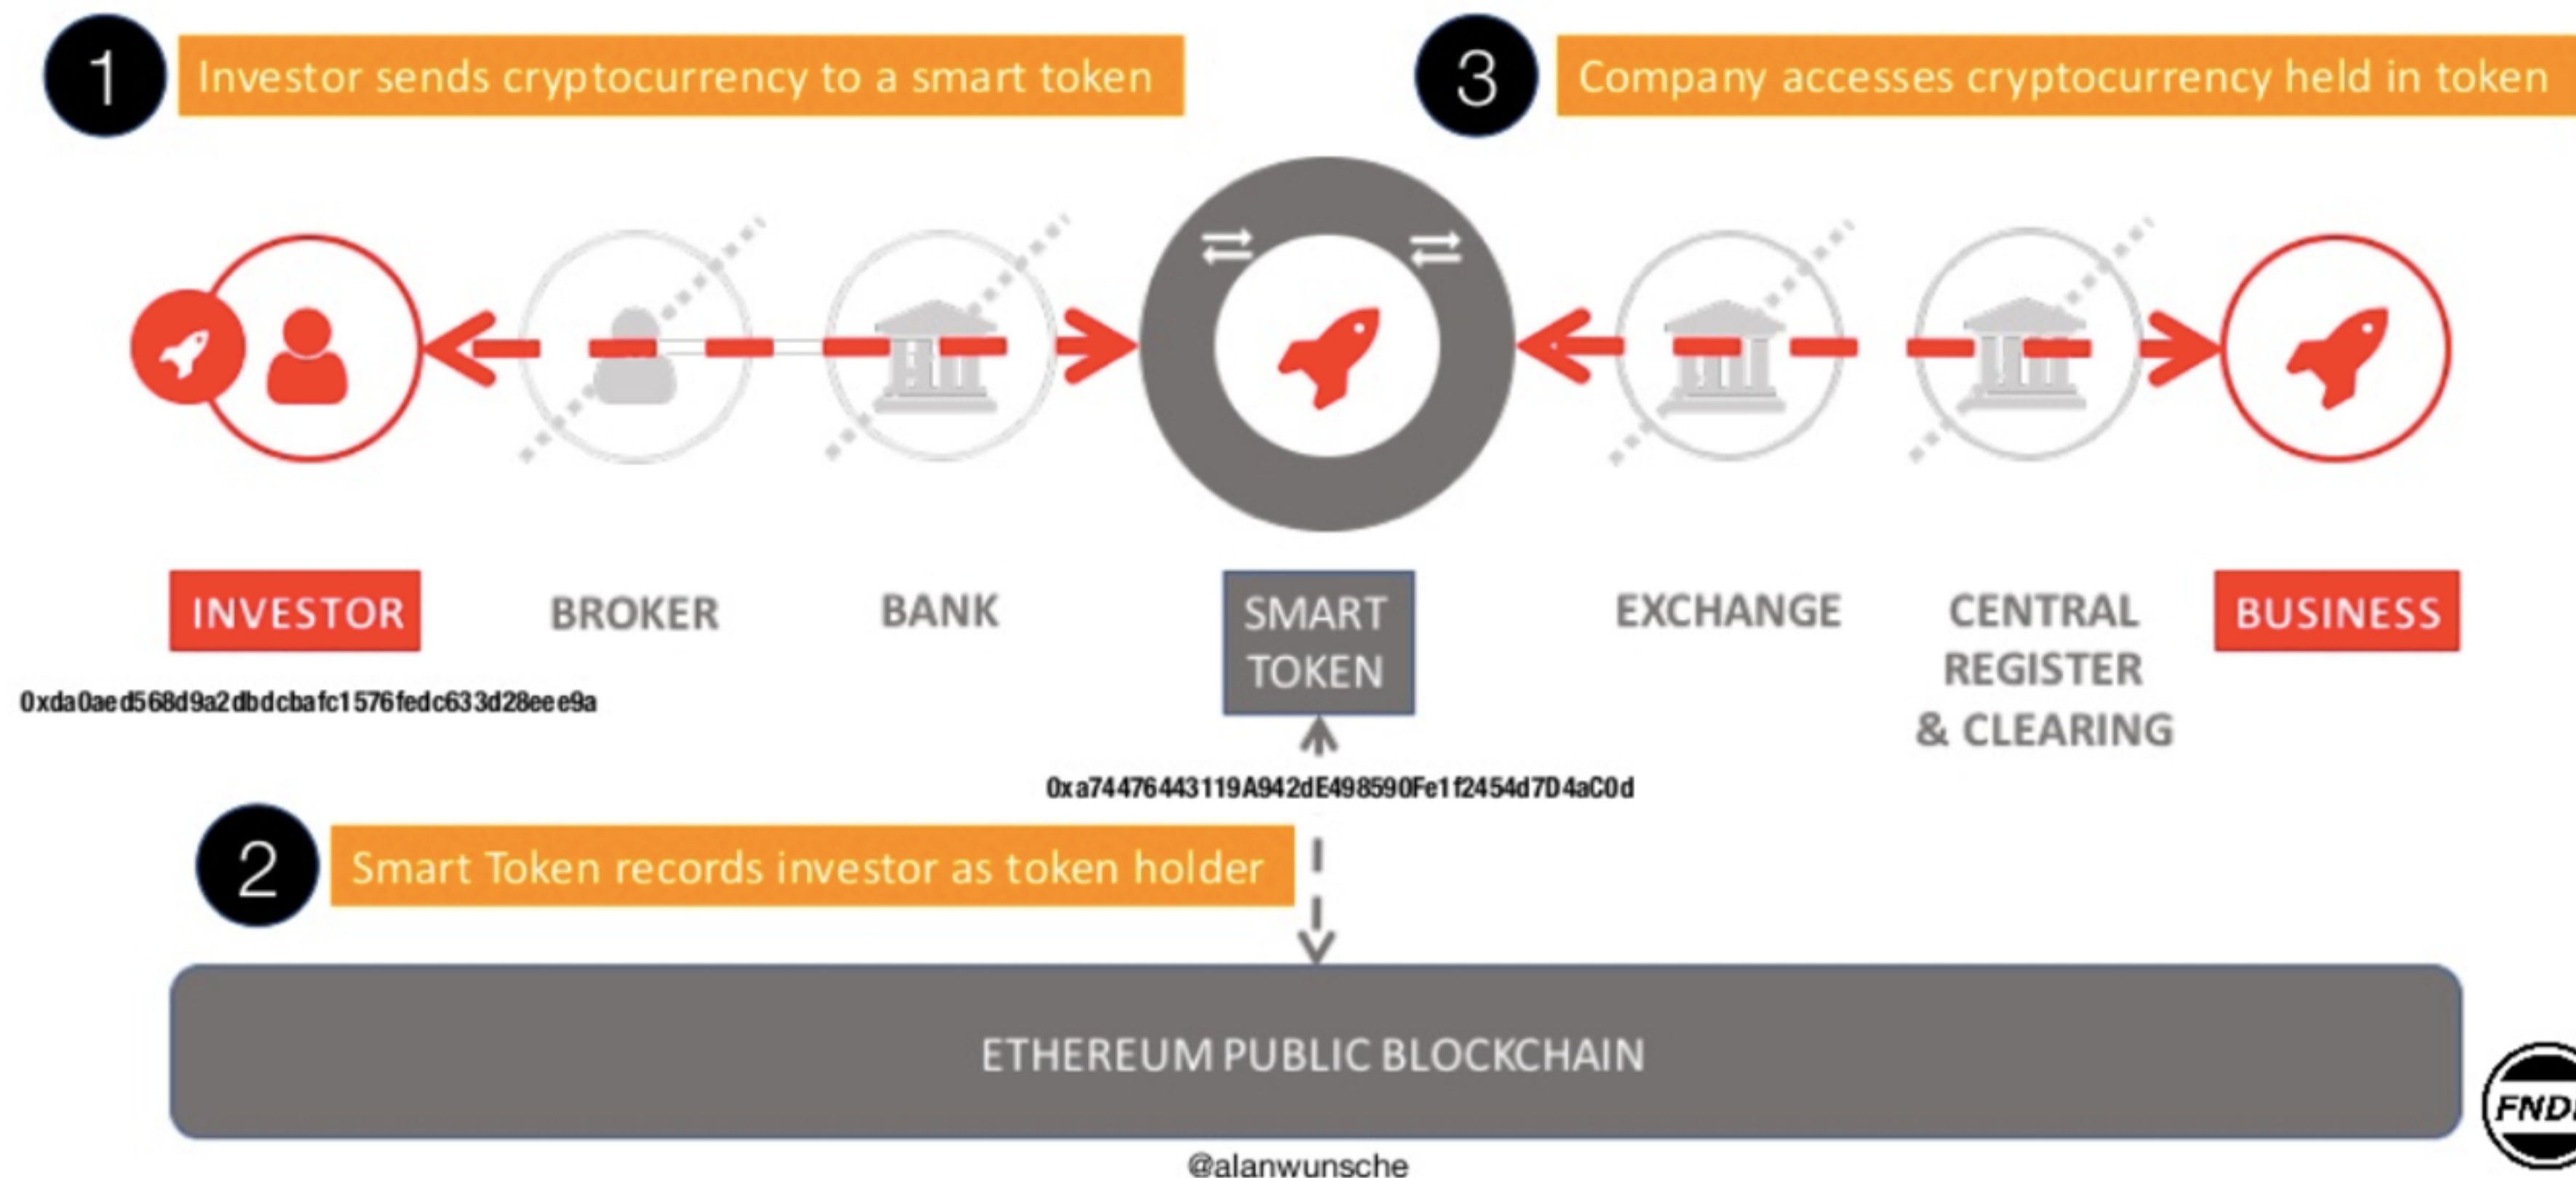 1
Investor sends cryptocurrency to a smart token
3
Company accesses cryptocurrency held in token
INVESTOR
BROKER
BANK
SMART
TOKEN
EXCHANGE
CENTRAL
REGISTER
& CLEARING
BUSINESS
0xda0aed568d9a2dbdcbafc1576fedc633d28eee9a
0xa74476443119A942dE498590Fe1f2454d7D4aC0d
2
Smart Token records investor as token holder
ETHEREUM PUBLIC BLOCKCHAIN
@alanwunsche